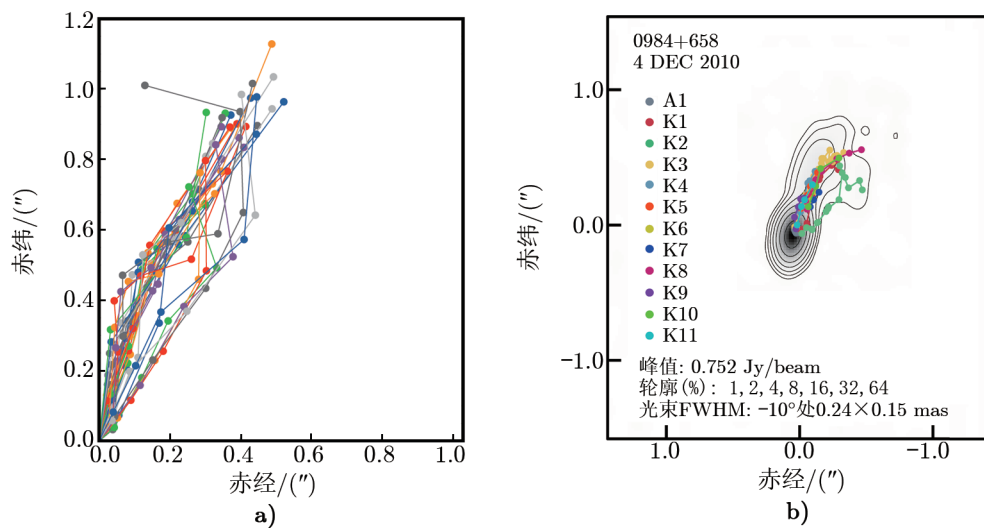 1.2
1.0
0.8
0.6
0.4
0.2
0.0
赤纬/(″)
0.0 0.2 0.4 0.6 0.8 1.0
赤经/(″)
a)
0984+658
4 DEC 2010
A1
K1
K2
K3
K4
K5
K6
K7
K8
K9
K10
K11
峰值: 0.752 Jy/beam
轮廓(%): 1,2,4,8,16,32,64
光束FWHM: −10°处0.24×0.15 mas
1.0
0.0
−1.0
赤纬/(″)
1.0 0.0 −1.0
赤经/(″)
b)